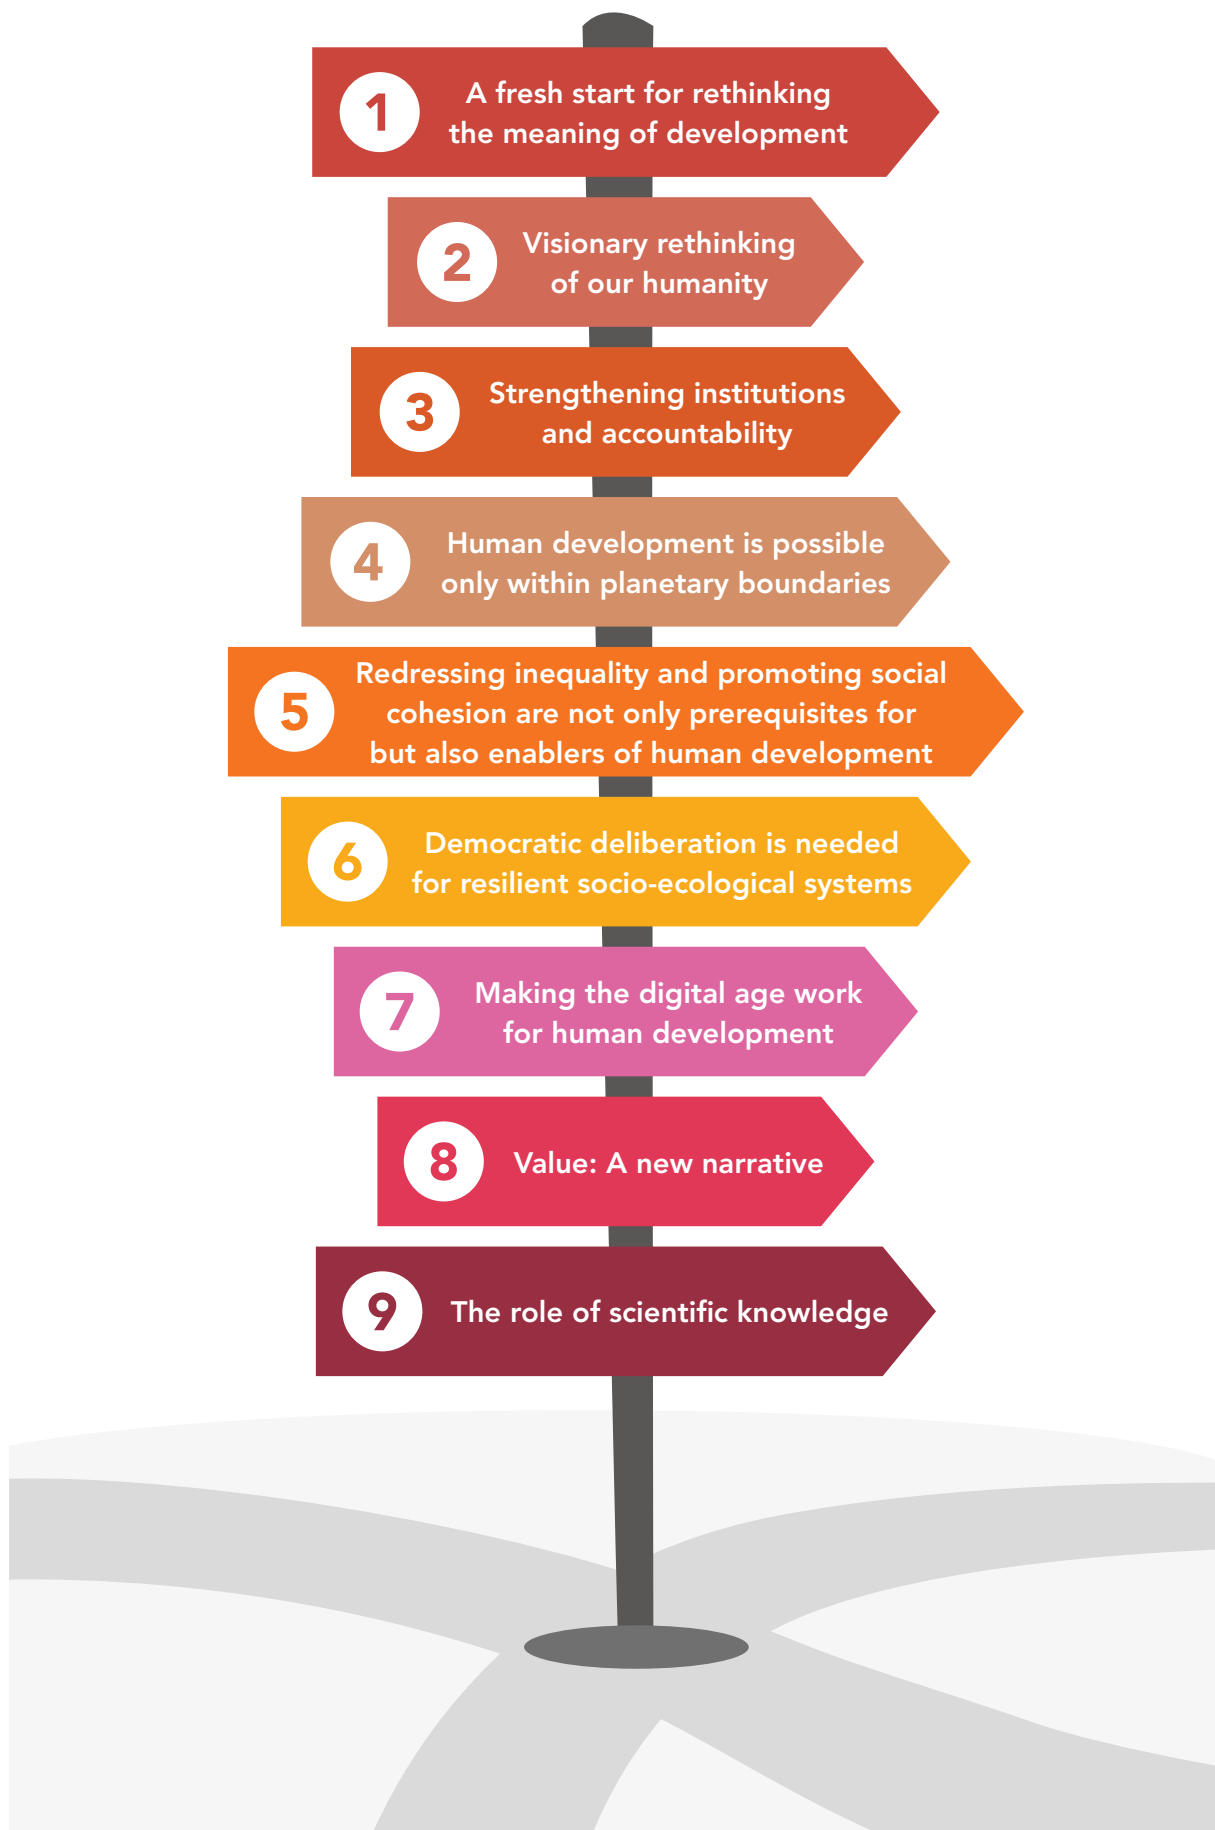 1
A fresh start for rethinking
the meaning of development
2
Visionary rethinking
of our humanity
3
Strengthening institutions
and accountability
4
Human development is possible
only within planetary boundaries
5
Redressing inequality and promoting social
cohesion are not only prerequisites for
but also enablers of human development
6
Democratic deliberation is needed
for resilient socio-ecological systems
7
Making the digital age work
for human development
8
Value: A new narrative
9
The role of scientific knowledge